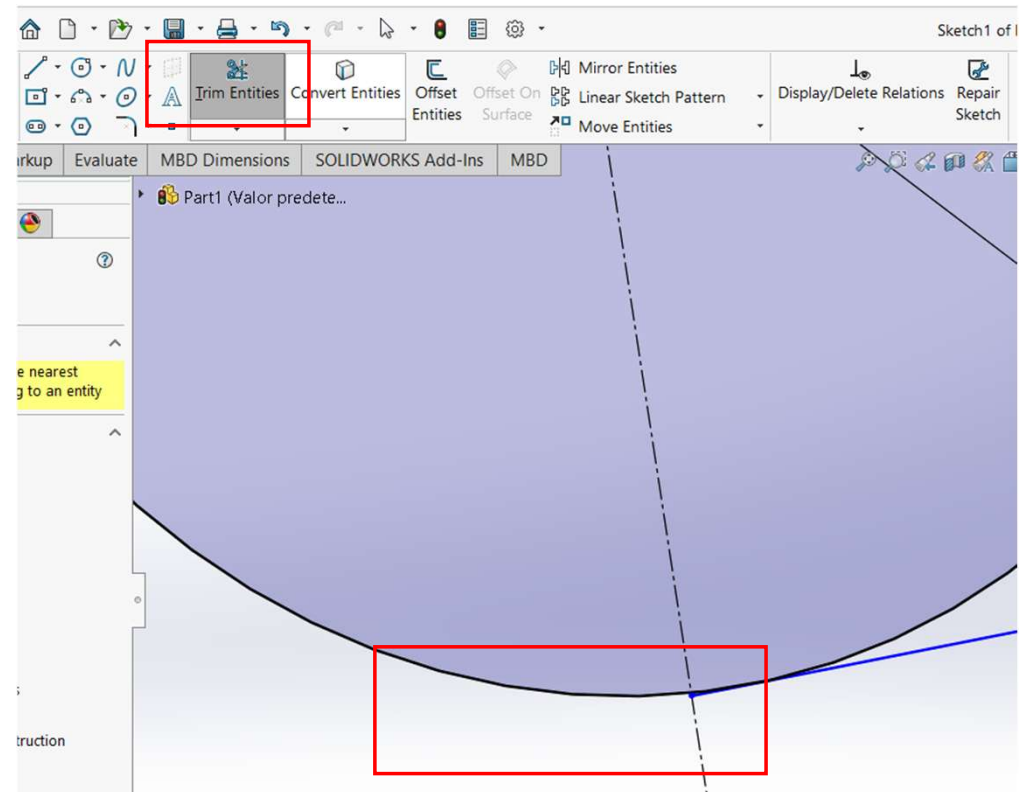 Sketch1 of
Trim Entities
Convert Entities
Offset
Entities
Offset On
Surface
Mirror Entities
Linear Sketch Pattern
Move Entities
Display/Delete Relations
Repair
Sketch
rkup
Evaluate
MBD Dimensions
SOLIDWORKS Add-Ins
MBD
Part1 (Valor predete...
e nearest
g to an entity
s
truction